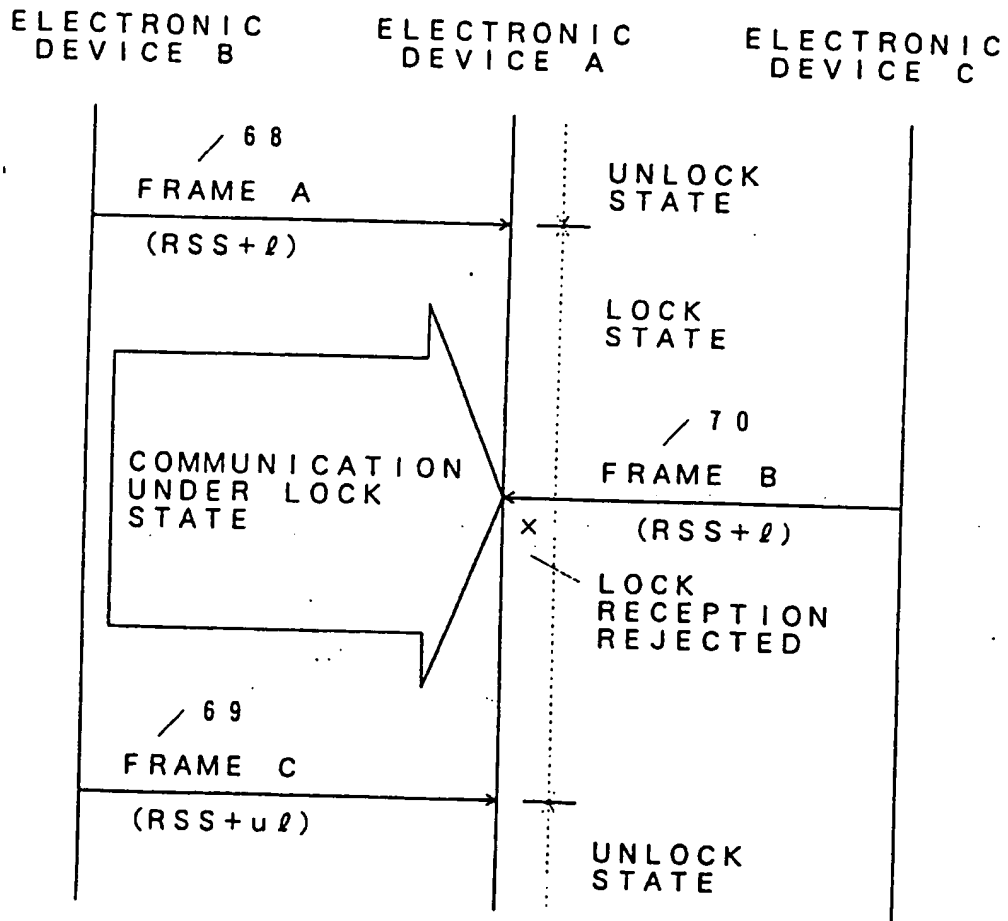 ELECTRONIC
DEVICE B
ELECTRONIC
DEVICE A
ELECTRONIC
DEVICE C
68
FRAME A
(RSS+ℓ)
UNLOCK
STATE
LOCK
STATE
COMMUNICATION
UNDER LOCK
STATE
70
FRAME B
(RSS+ℓ)
×
LOCK
RECEPTION
REJECTED
69
FRAME C
(RSS+uℓ)
UNLOCK
STATE